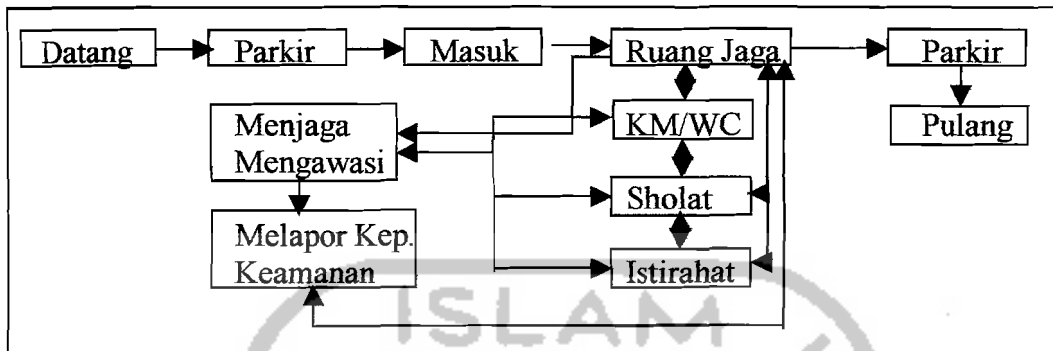 Datang
Parkir
Masuk
Ruang Jaga
Parkir
Menjaga
Mengawasi
KM/WC
Pulang
Sholat
Melapor Kep.
Keamanan
Istirahat
ISLAM